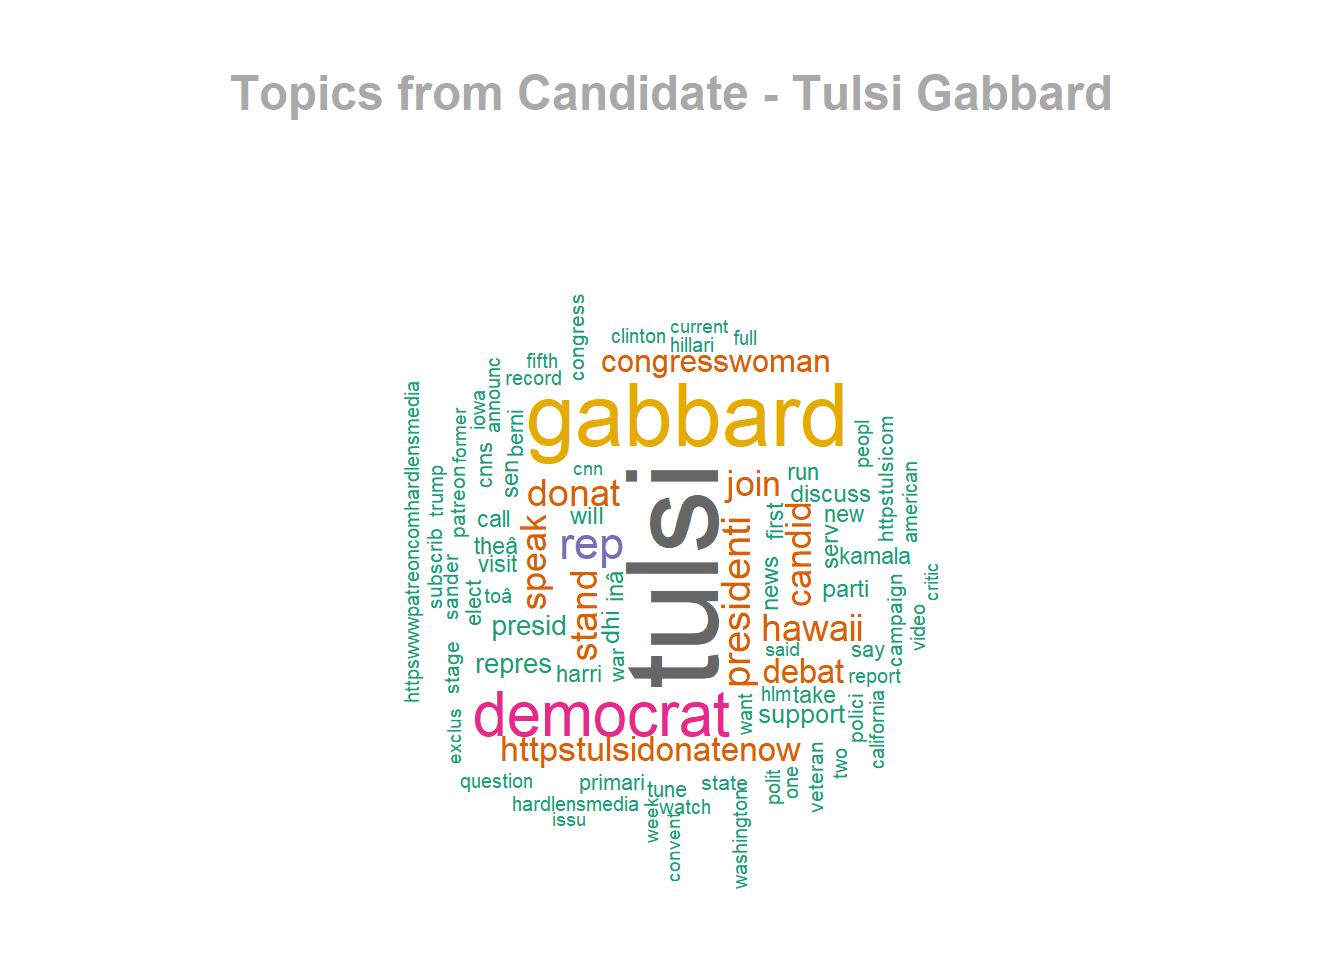 Topics from Candidate - Tulsi Gabbard
congress
clinton
current
hillari
full
fifth
record
congresswoman
announc
iowa
berni
former
cnns
sen
httpswwwpatreoncomhardlensmedia
gabbard
peopl
httpstulsicom
american
trump
patreon
cnn
donat
tulsi
join
run
discuss
call
will
first
candid
new
theâ
visit
speak
rep
presidenti
serv
kamala
subscrib
sander
elect
toâ
stand
inâ
dhi
news
parti
critic
campaign
video
presid
hawaii
said
say
stage
repres
harri
war
debat
report
democrat
want
hlm
take
support
polici
california
exclus
httpstulsidonatenow
question
primari
tune
state
polit
one
veteran
two
hardlensmedia
issu
week
watch
convent
washingtonc